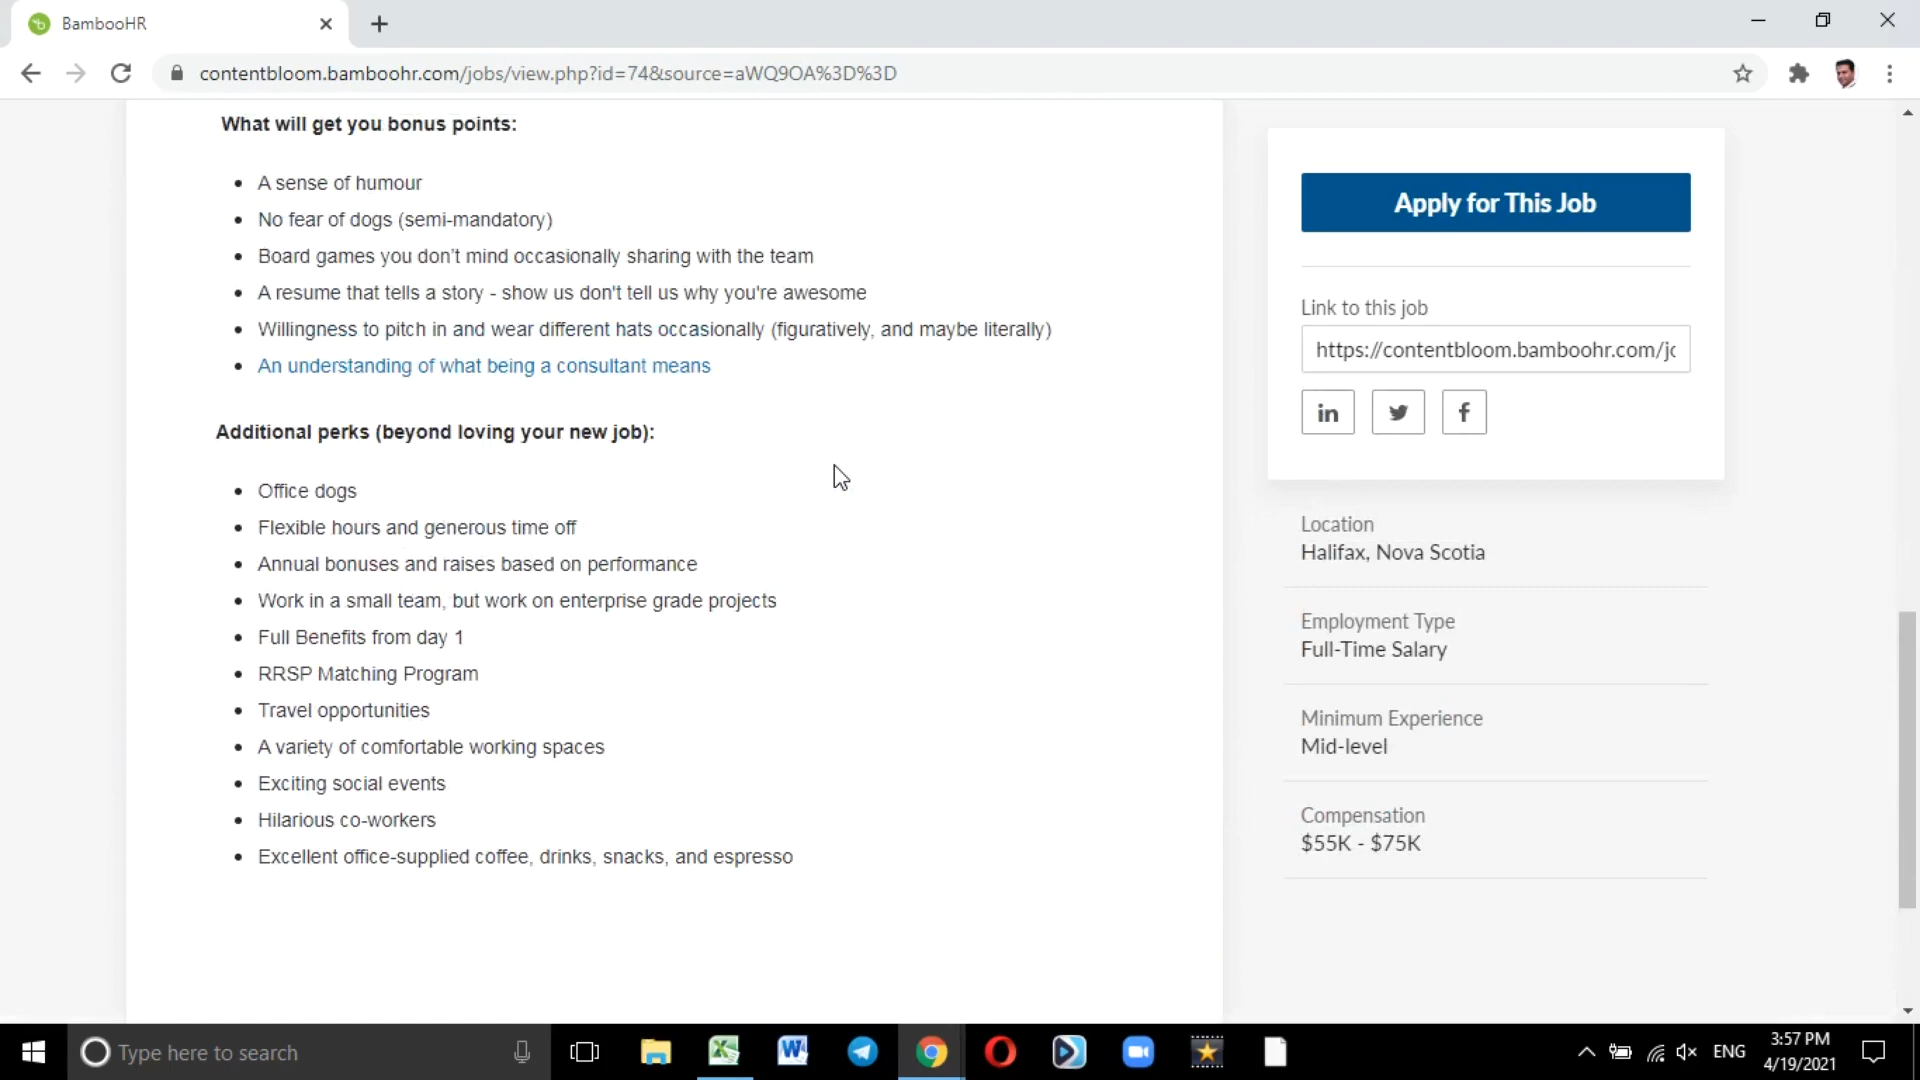 BambooHR
contentbloom.bamboohr.com/jobs/view.php?id=74&source=aWQ9OA%3D%3D
What will get you bonus points:
A sense of humour
No fear of dogs (semi-mandatory)
Board games you don’t mind occasionally sharing with the team
A resume that tells a story - show us don't tell us why you're awesome
Willingness to pitch in and wear different hats occasionally (figuratively, and maybe literally)
An understanding of what being a consultant means
Additional perks (beyond loving your new job):
Office dogs
Flexible hours and generous time off
Annual bonuses and raises based on performance
Work in a small team, but work on enterprise grade projects
Full Benefits from day 1
RRSP Matching Program
Travel opportunities
A variety of comfortable working spaces
Exciting social events
Hilarious co-workers
Excellent office-supplied coffee, drinks, snacks, and espresso
Apply for This Job
Link to this job
https://contentbloom.bamboohr.com/jo
Location
Halifax, Nova Scotia
Employment Type
Full-Time Salary
Minimum Experience
Mid-level
Compensation
$55K - $75K
Type here to search
ENG
3:57 PM
4/19/2021